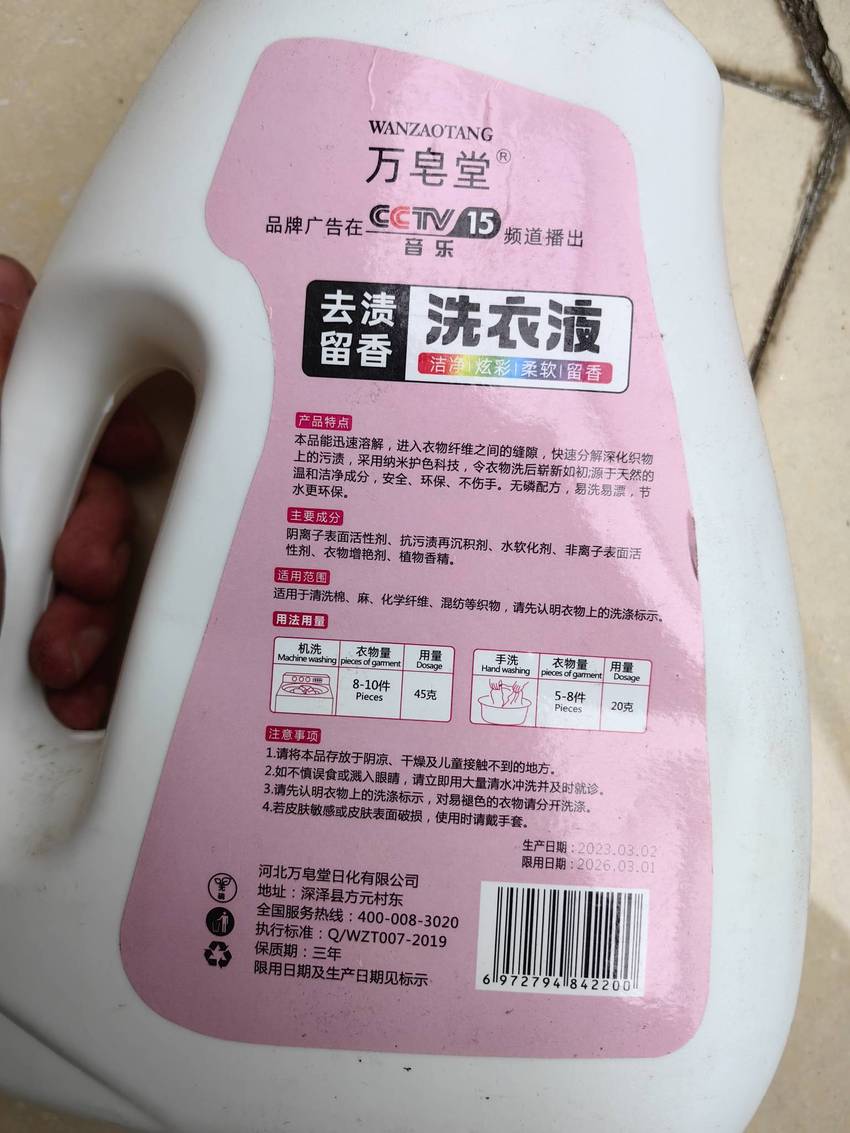 WANZAOTANG
万皂堂®
品牌广告在CCTV 15音乐频道播出
去渍留香
洗衣液
洁净|炫彩|柔软|留香
产品特点
本品能迅速溶解，进入衣物纤维之间的缝隙，快速分解深化织物
上的污渍，采用纳米护色科技，令衣物洗后崭新如初;源于天然的
温和洁净成分，安全、环保、不伤手。无磷配方，易洗易漂，节
水更环保。
主要成分
阴离子表面活性剂、抗污渍再沉积剂、水软化剂、非离子表面活
性剂、衣物增艳剂、植物香精。
适用范围
适用于清洗棉、麻、化学纤维、混纺等织物，请先认明衣物上的洗涤标示。
用法用量
机洗 衣物量 用量
Machine washing pieces of garment Dosage
8-10件 45克
Pieces
手洗 衣物量 用量
Hand washing pieces of garment Dosage
5-8件 20克
Pieces
注意事项
1.请将本品存放于阴凉、干燥及儿童接触不到的地方。
2.如不慎误食或溅入眼睛，请立即用大量清水冲洗并及时就诊。
3.请先认明衣物上的洗涤标示，对易褪色的衣物请分开洗涤。
4.若皮肤敏感或皮肤表面破损，使用时请戴手套。
生产日期:2023.03.02
限用日期:2026.03.01
河北万皂堂日化有限公司
地址：深泽县方元村东
全国服务热线：400-008-3020
执行标准：Q/WZT007-2019
保质期：三年
限用日期及生产日期见标示
6 972794 842200